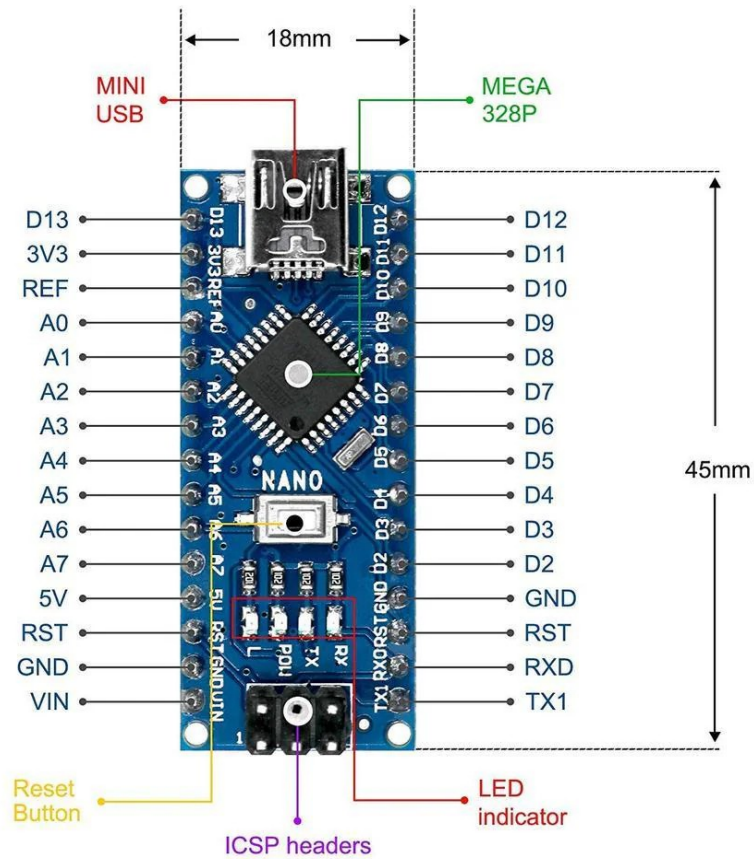 18mm
MINI
USB
MEGA
328P
D13
3V3
REF
A0
A1
A2
A3
A4
A5
A6
A7
5V
RST
GND
VIN
D13
3V3
REF
A0
A1
A2
A3
A4
A5
A6
A7
5V
RST
GND
VIN
NANO
L
POW
TX
RX
1
D12
D11
D10
D9
D8
D7
D6
D5
D4
D3
D2
GND
RST
RX0
TX1
D12
D11
D10
D9
D8
D7
D6
D5
D4
D3
D2
GND
RST
RXD
TX1
45mm
Reset
Button
ICSP headers
LED
indicator